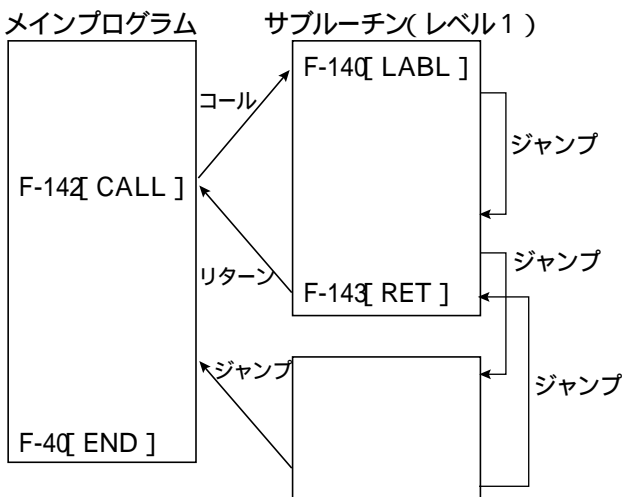 メインプログラム
サブルーチン(レベル1)
F-140[LABL]
コール
ジャンプ
F-142[CALL]
リターン
ジャンプ
F-143[RET]
ジャンプ
ジャンプ
F-40[END]